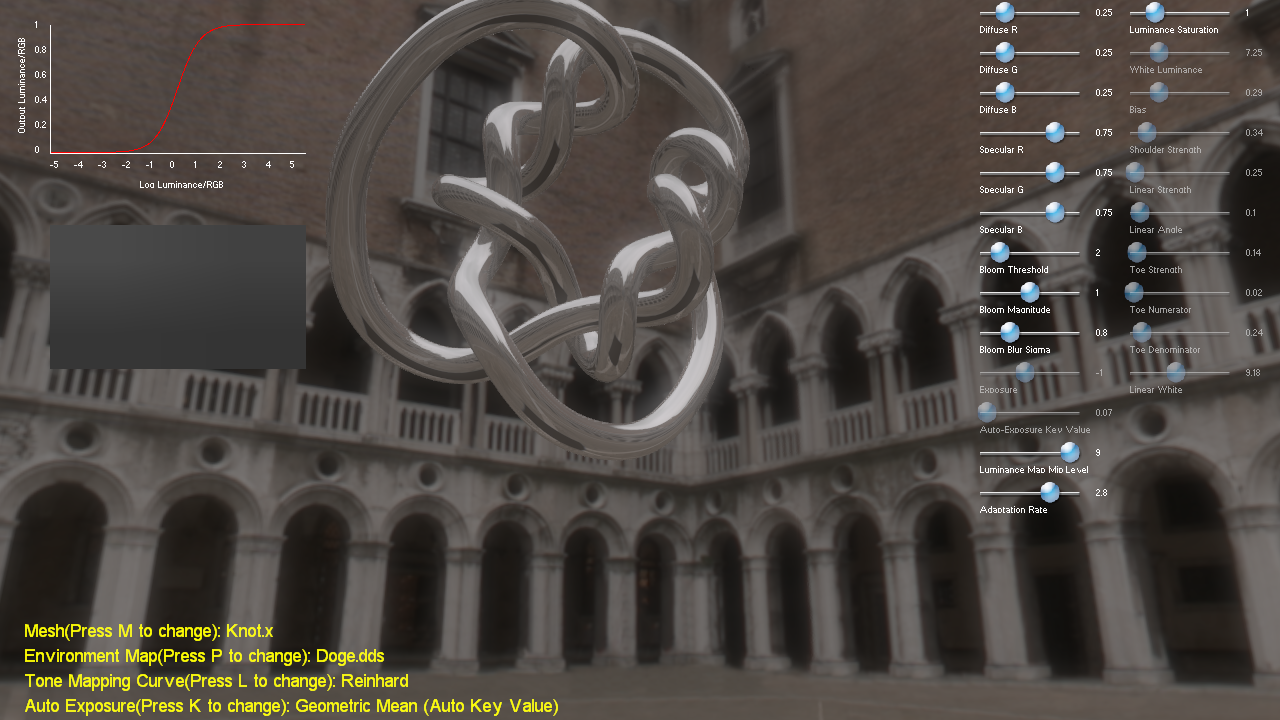 1
0.8
0.6
0.4
0.2
0
Output Luminance/RGB
-5 -4 -3 -2 -1 0 1 2 3 4 5
Log Luminance/RGB
0.25
Diffuse R
0.25
Diffuse G
0.25
Diffuse B
0.75
Specular R
0.75
Specular G
0.75
Specular B
2
Bloom Threshold
1
Bloom Magnitude
0.8
Bloom Blur Sigma
-1
Exposure
0.07
Auto-Exposure Key Value
9
Luminance Map Mip Level
2.8
Adaptation Rate
1
Luminance Saturation
7.25
White Luminance
0.29
Bias
0.34
Shoulder Strength
0.25
Linear Strength
0.1
Linear Angle
0.14
Toe Strength
0.02
Toe Numerator
0.24
Toe Denominator
9.18
Linear White
Mesh(Press M to change): Knot.x
Environment Map(Press P to change): Doge.dds
Tone Mapping Curve(Press L to change): Reinhard
Auto Exposure(Press K to change): Geometric Mean (Auto Key Value)